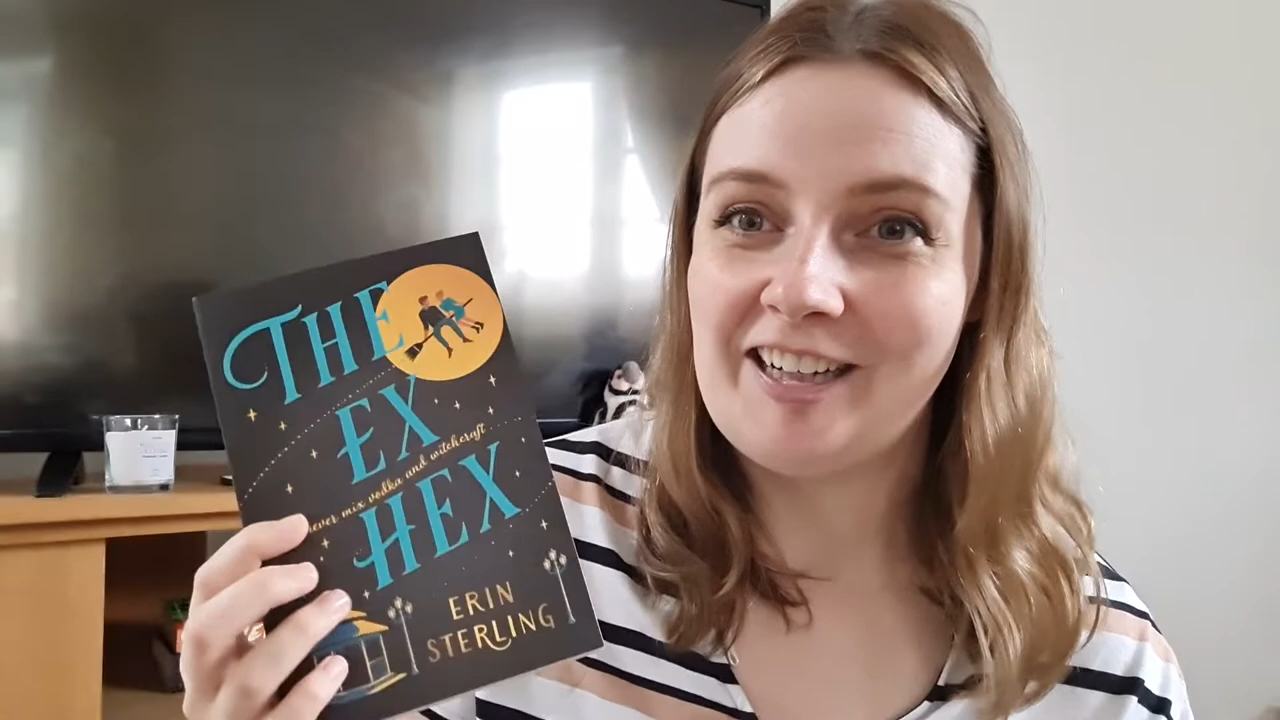 THE
EX
never mix vodka and witchcraft
HEX
ERIN
STERLING